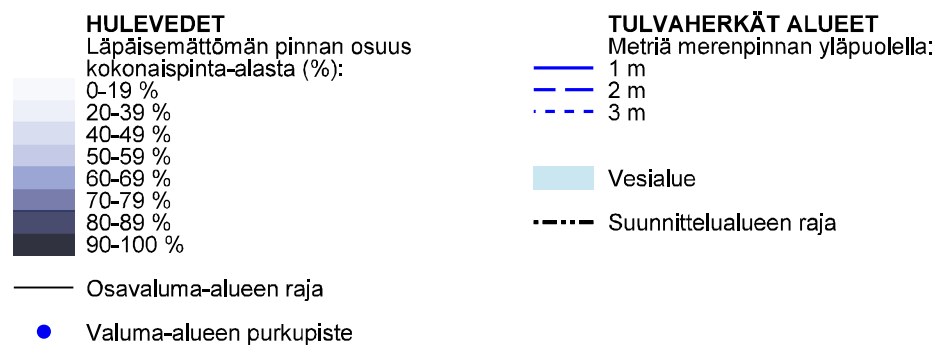 HULEVEDET
Läpäisemättömän pinnan osuus
kokonaispinta-alasta (%):
0-19 %
20-39 %
40-49 %
50-59 %
60-69 %
70-79 %
80-89 %
90-100 %
Osavaluma-alueen raja
Valuma-alueen purkupiste
TULVAHERKÄT ALUEET
Metriä merenpinnan yläpuolella:
1 m
2 m
3 m
Vesialue
Suunnittelualueen raja